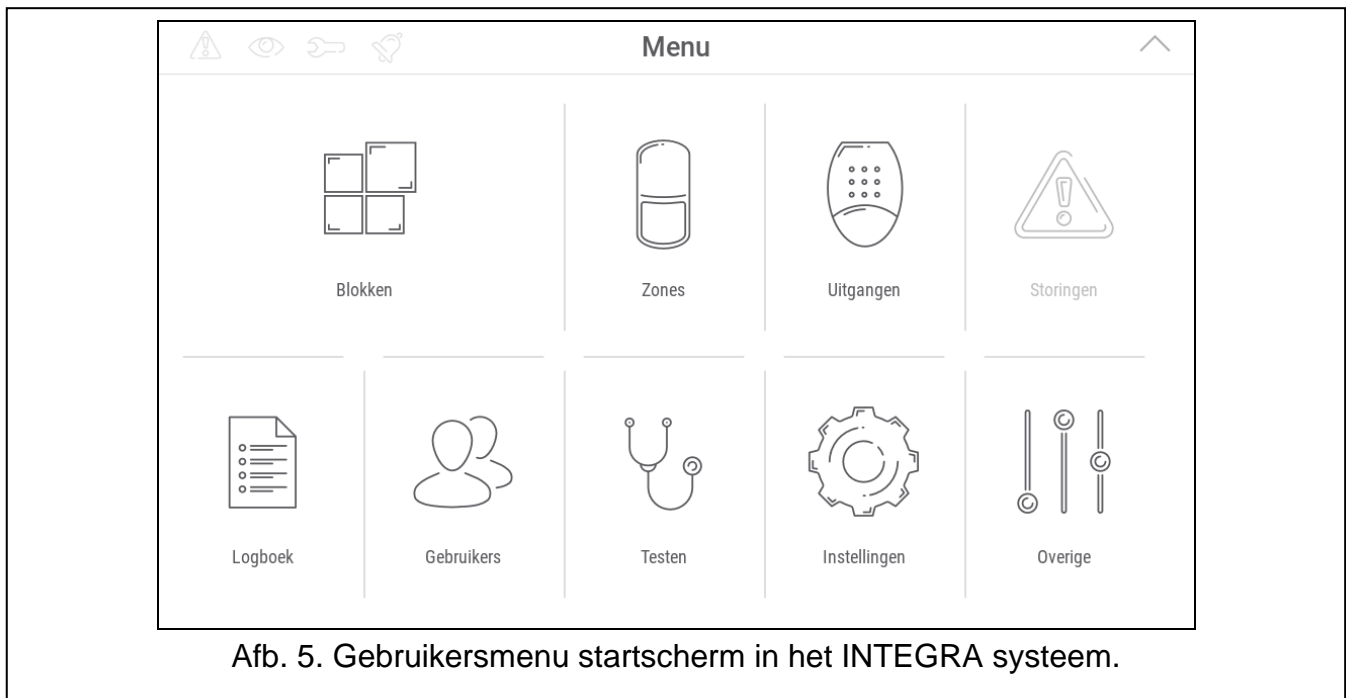 Menu
Blokken
Zones
Uitgangen
Storingen
Logboek
Gebruikers
Testen
Instellingen
Overige
Afb. 5. Gebruikersmenu startscherm in het INTEGRA systeem.